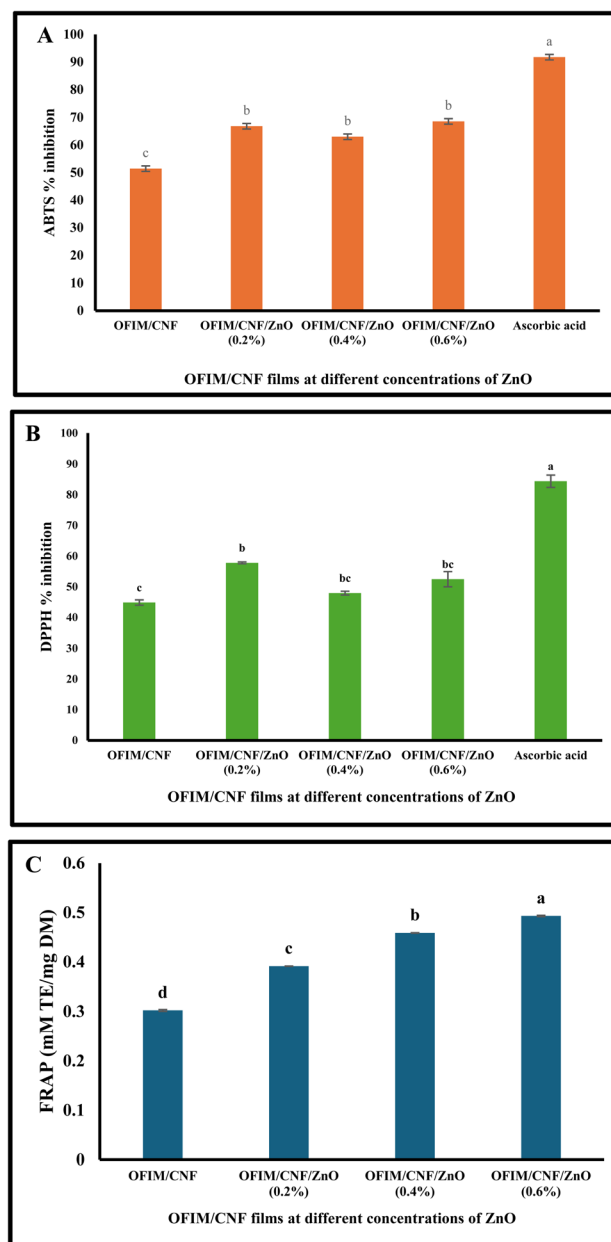 A
ABTS % inhibition
100
90
80
70
60
50
40
30
20
10
0
c
b
b
b
a
OFIM/CNF
OFIM/CNF/ZnO
(0.2%)
OFIM/CNF/ZnO
(0.4%)
OFIM/CNF/ZnO
(0.6%)
Ascorbic acid
OFIM/CNF films at different concentrations of ZnO
B
DPPH % inhibition
100
90
80
70
60
50
40
30
20
10
0
c
b
bc
bc
a
OFIM/CNF
OFIM/CNF/ZnO
(0.2%)
OFIM/CNF/ZnO
(0.4%)
OFIM/CNF/ZnO
(0.6%)
Ascorbic acid
OFIM/CNF films at different concentrations of ZnO
C
FRAP (mM TE/mg DM)
0.6
0.5
0.4
0.3
0.2
0.1
0
d
c
b
a
OFIM/CNF
OFIM/CNF/ZnO
(0.2%)
OFIM/CNF/ZnO
(0.4%)
OFIM/CNF/ZnO
(0.6%)
OFIM/CNF films at different concentrations of ZnO